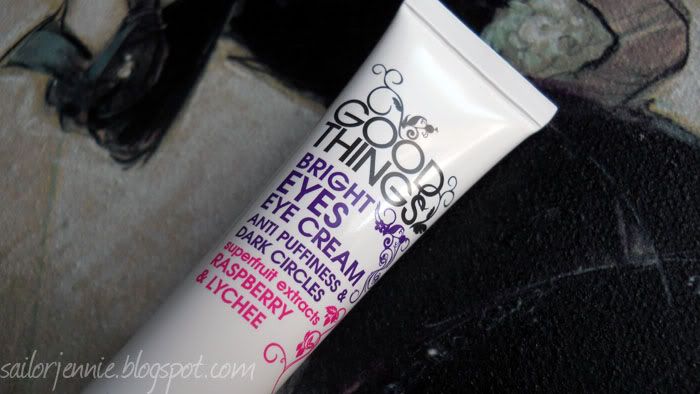 GOOD
THINGS
BRIGHT
EYES
EYE CREAM
ANTI PUFFINESS &
DARK CIRCLES
superfruit extracts
RASPBERRY
& LYCHEE
sailorjennie.blogspot.com